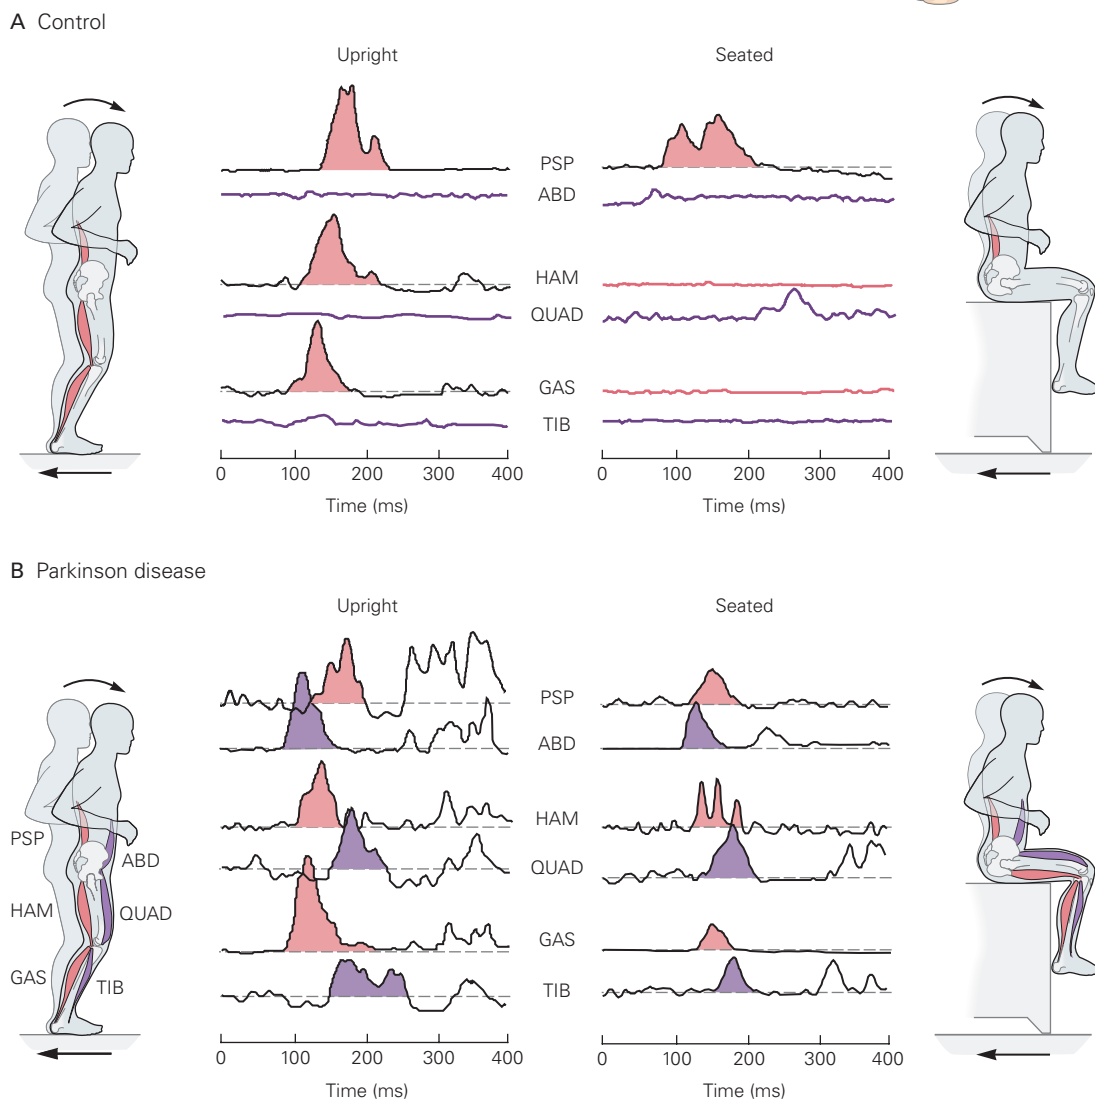 A Control
Upright Seated
PSP
ABD
HAM
QUAD
GAS
TIB
0 100 200 300 400 0 100 200 300 400
Time (ms) Time (ms)
B Parkinson disease
Upright Seated
PSP
ABD
HAM
QUAD
GAS
TIB
PSP
ABD
HAM QUAD
GAS
TIB
0 100 200 300 400 0 100 200 300 400
Time (ms) Time (ms)